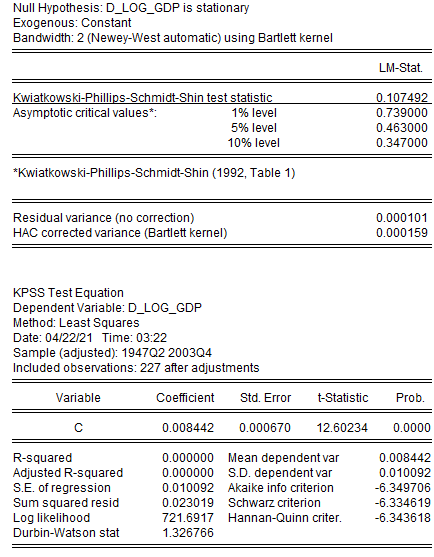 Null Hypothesis: D_LOG_GDP is stationary
Exogenous: Constant
Bandwidth: 2 (Newey-West automatic) using Bartlett kernel
LM-Stat.
Kwiatkowski-Phillips-Schmidt-Shin test statistic 0.107492
Asymptotic critical values*: 1% level 0.739000
5% level 0.463000
10% level 0.347000
*Kwiatkowski-Phillips-Schmidt-Shin (1992, Table 1)
Residual variance (no correction) 0.000101
HAC corrected variance (Bartlett kernel) 0.000159
KPSS Test Equation
Dependent Variable: D_LOG_GDP
Method: Least Squares
Date: 04/22/21 Time: 03:22
Sample (adjusted): 1947Q2 2003Q4
Included observations: 227 after adjustments
Variable Coefficient Std. Error t-Statistic Prob.
C 0.008442 0.000670 12.60234 0.0000
R-squared 0.000000 Mean dependent var 0.008442
Adjusted R-squared 0.000000 S.D. dependent var 0.010092
S.E. of regression 0.010092 Akaike info criterion -6.349706
Sum squared resid 0.023019 Schwarz criterion -6.334619
Log likelihood 721.6917 Hannan-Quinn criter. -6.343618
Durbin-Watson stat 1.326766